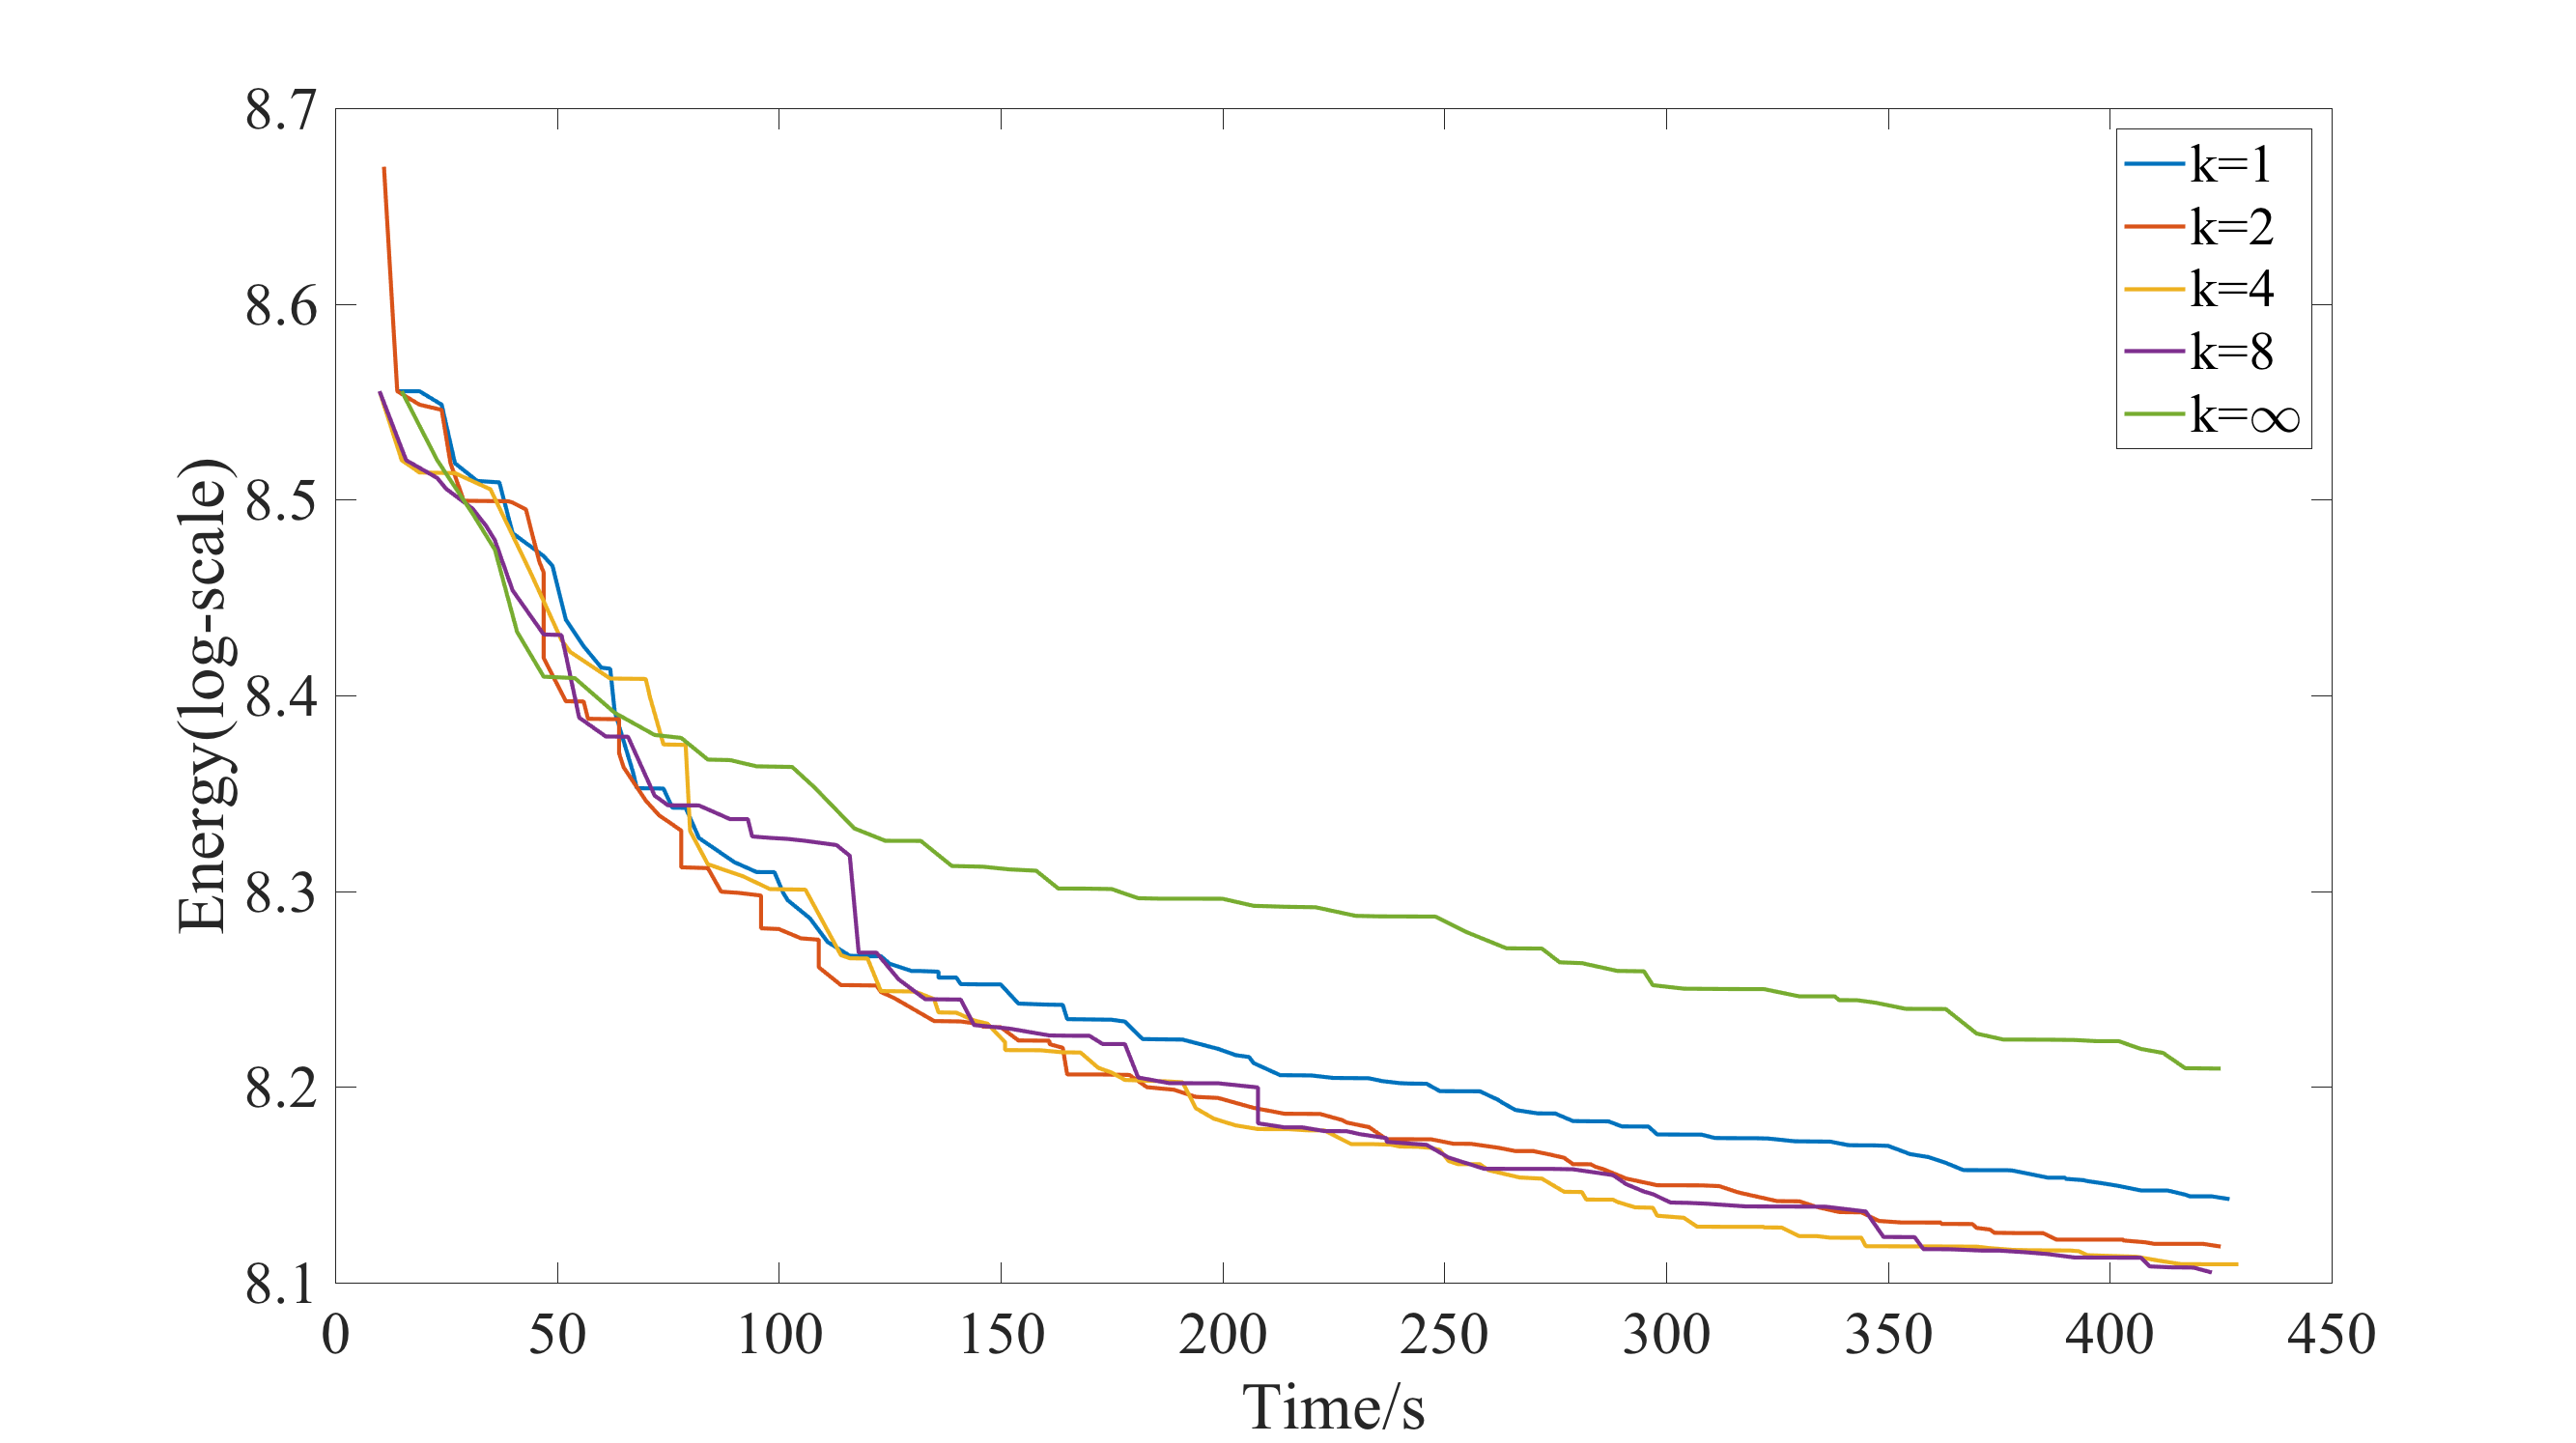 8.7
8.6
8.5
8.4
8.3
8.2
8.1
Energy(log-scale)
k=1
k=2
k=4
k=8
k=∞
0 50 100 150 200 250 300 350 400 450
Time/s